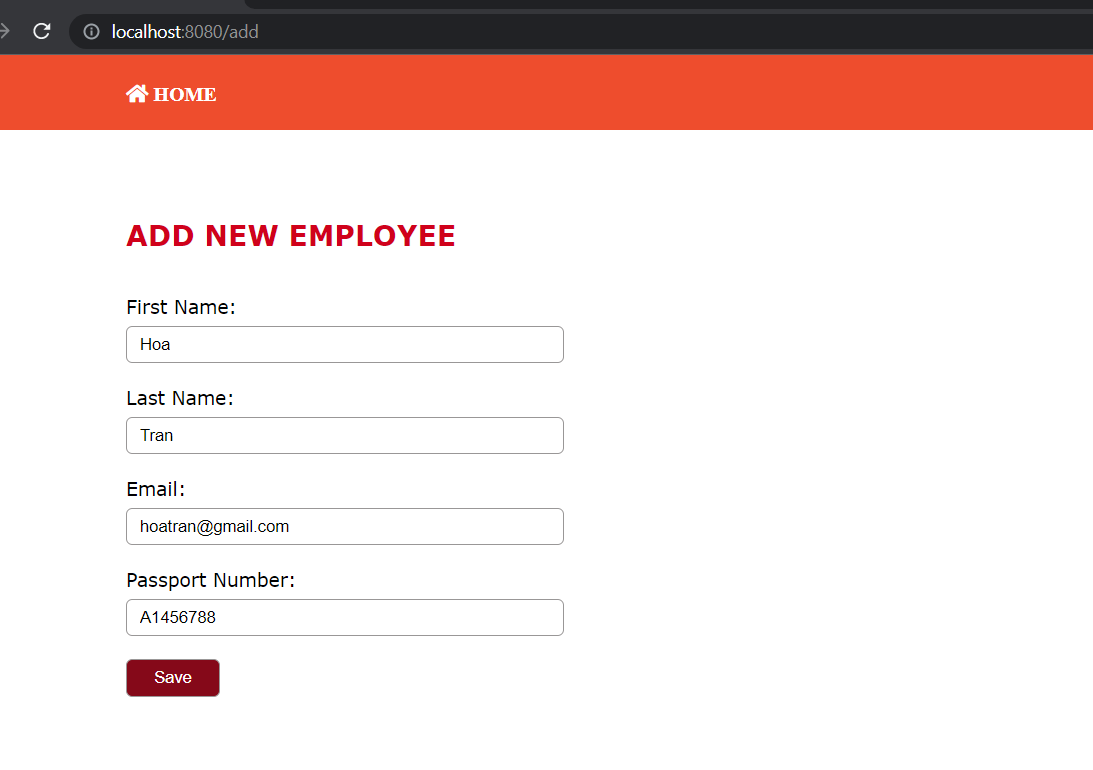 localhost:8080/add
HOME
ADD NEW EMPLOYEE
First Name:
Hoa
Last Name:
Tran
Email:
hoatran@gmail.com
Passport Number:
A1456788
Save